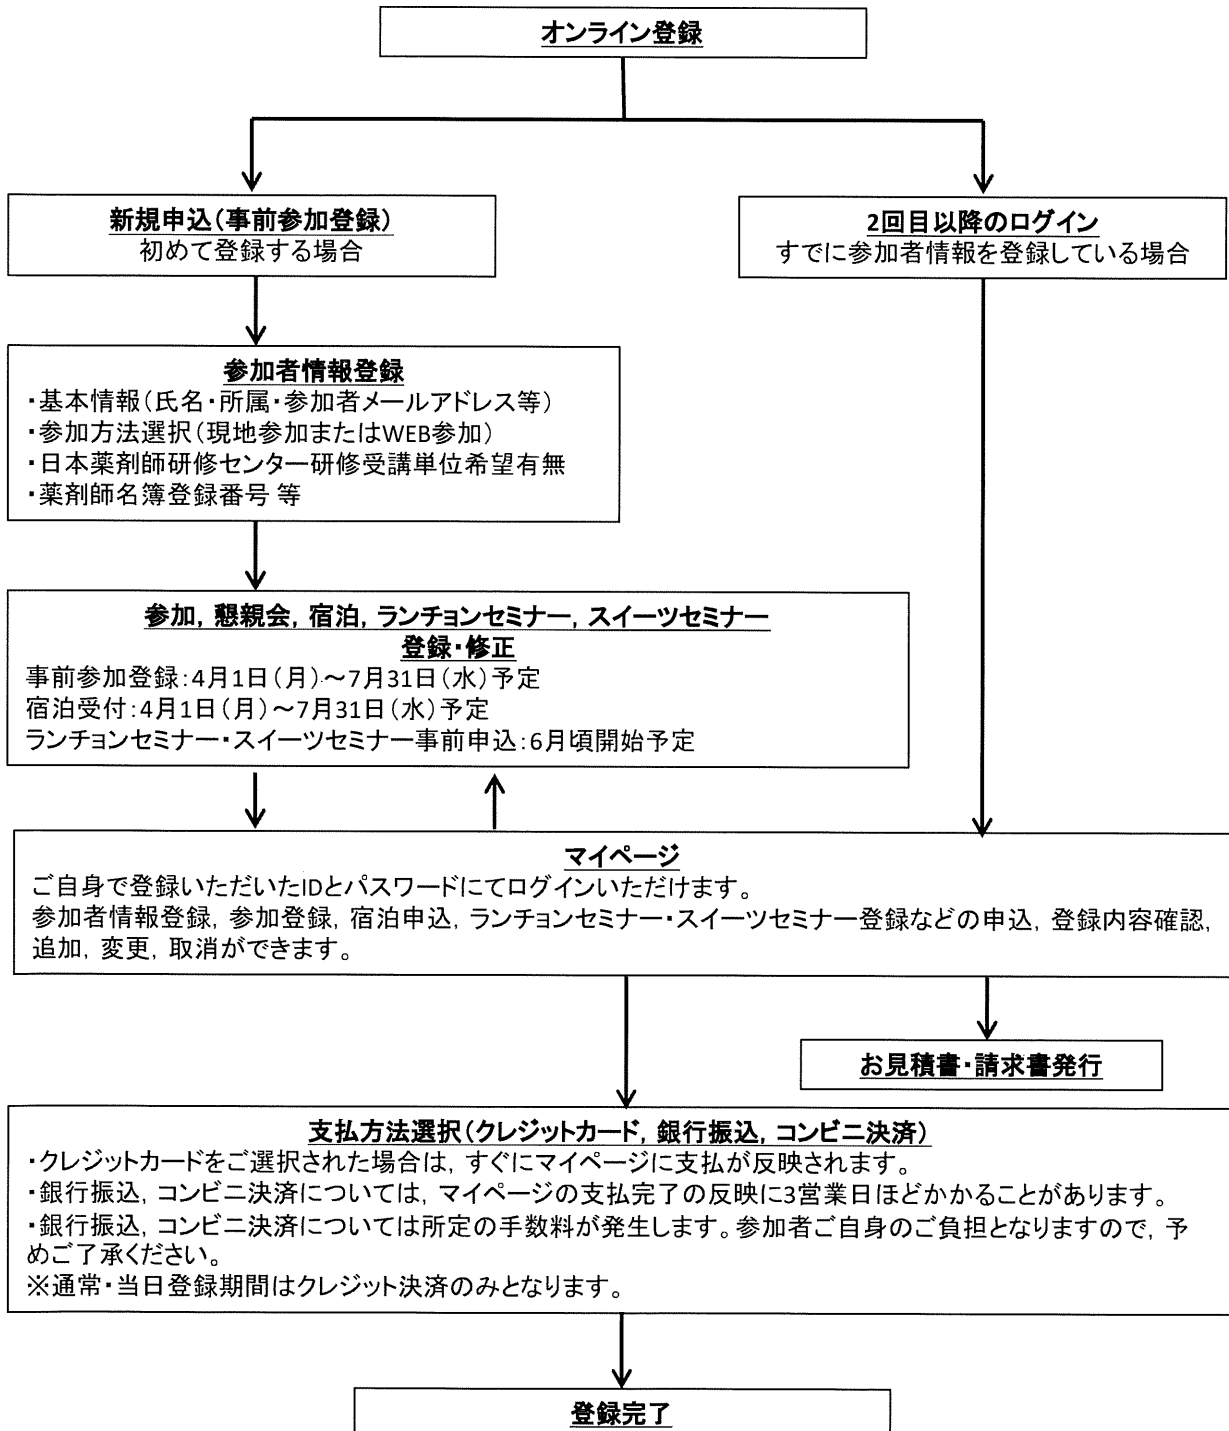 オンライン登録
新規申込（事前参加登録）
初めて登録する場合
2回目以降のログイン
すでに参加者情報を登録している場合
参加者情報登録
・基本情報（氏名・所属・参加者メールアドレス等）
・参加方法選択（現地参加またはWEB参加）
・日本薬剤師研修センター研修受講単位希望有無
・薬剤師名簿登録番号 等
参加, 懇親会, 宿泊, ランチョンセミナー, スイーツセミナー
登録・修正
事前参加登録：4月1日（月）～7月31日（水）予定
宿泊受付：4月1日（月）～7月31日（水）予定
ランチョンセミナー・スイーツセミナー事前申込：6月頃開始予定
マイページ
ご自身で登録いただいたIDとパスワードにてログインいただけます。
参加者情報登録, 参加登録, 宿泊申込, ランチョンセミナー・スイーツセミナー登録などの申込, 登録内容確認,
追加, 変更, 取消ができます。
お見積書・請求書発行
支払方法選択（クレジットカード, 銀行振込, コンビニ決済）
・クレジットカードをご選択された場合は, すぐにマイページに支払が反映されます。
・銀行振込, コンビニ決済については, マイページの支払完了の反映に3営業日ほどかかることがあります。
・銀行振込, コンビニ決済については所定の手数料が発生します。参加者ご自身のご負担となりますので, 予
めご了承ください。
※通常・当日登録期間はクレジット決済のみとなります。
登録完了